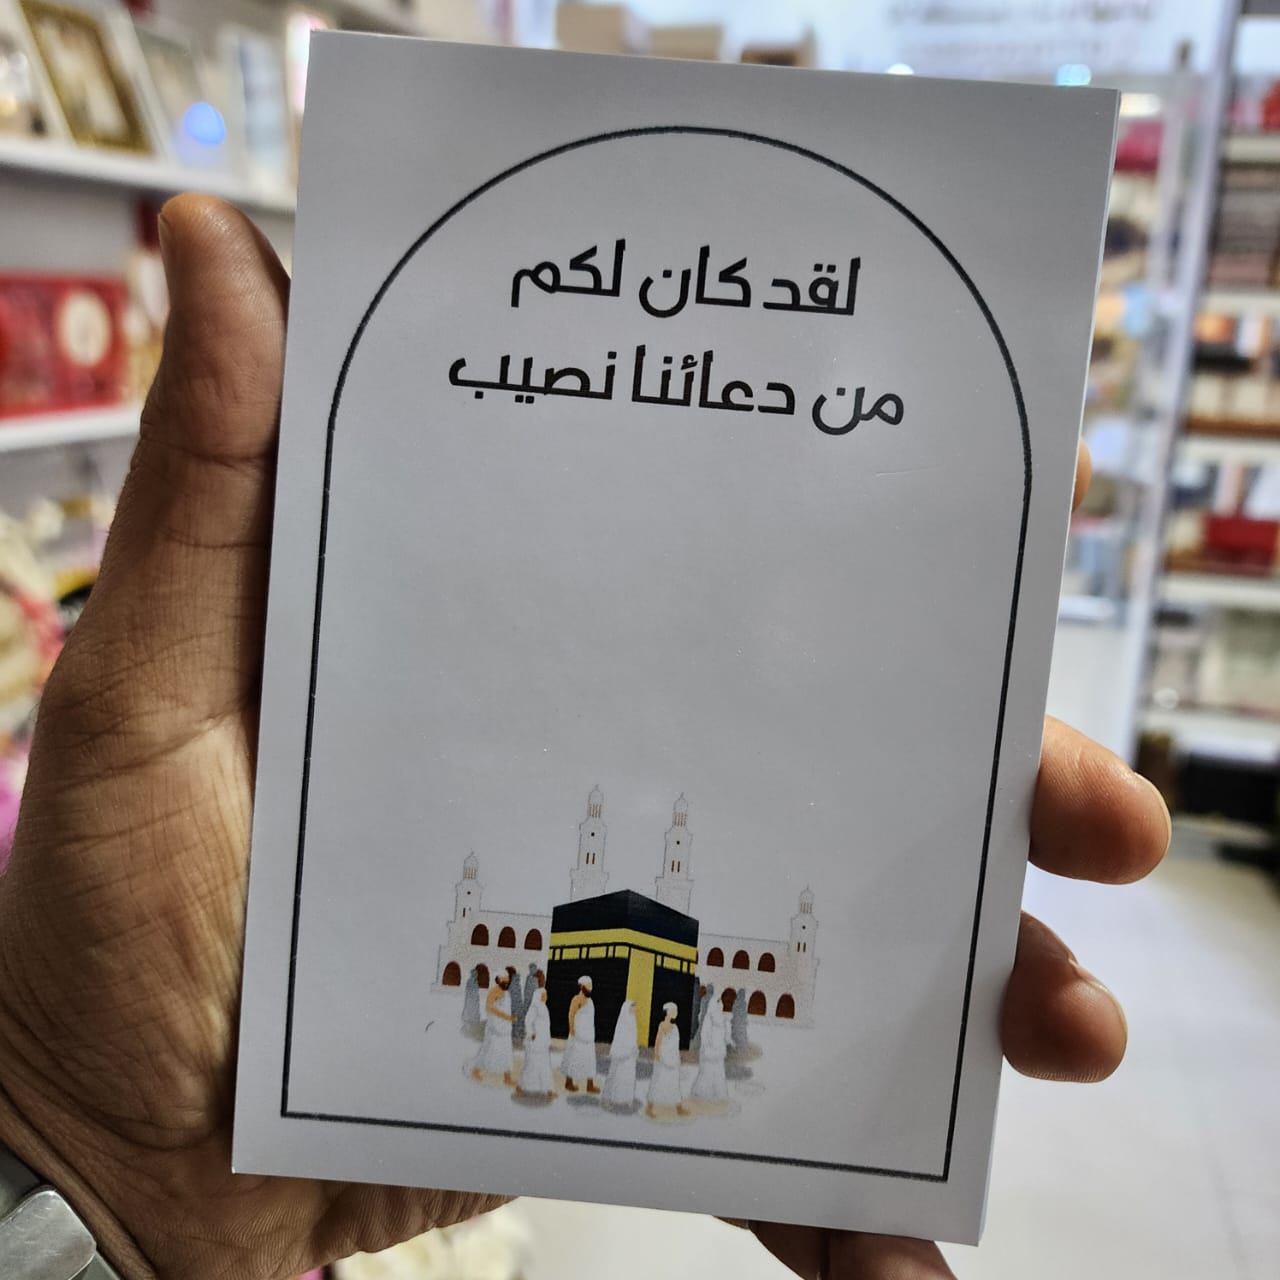 لقد كان لكم
من دعائنا نصيب